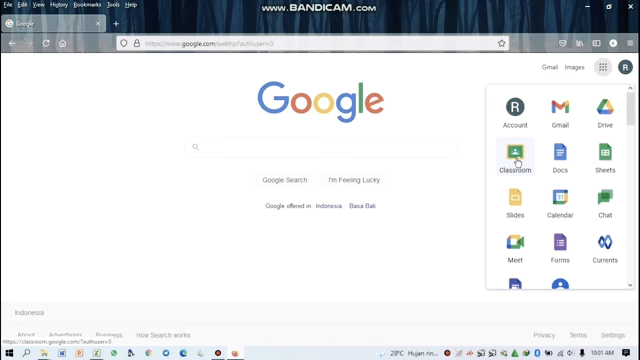 File Edit View History Bookmarks Tools Help
WWW.BANDICAM.COM
Google
https://www.google.com/webhp?authuser=0
Gmail Images
R
Google
R
Account Gmail Drive
Classroom Docs Sheets
31
Slides Calendar Chat
Meet Forms Currents
Google Search I'm Feeling Lucky
Google offered in Indonesia Basa Bali
Indonesia
About Advertising Business How Search works
Privacy Terms Settings
https://classroom.google.com/?authuser=0
28°C Hujan rin...
10:01 AM